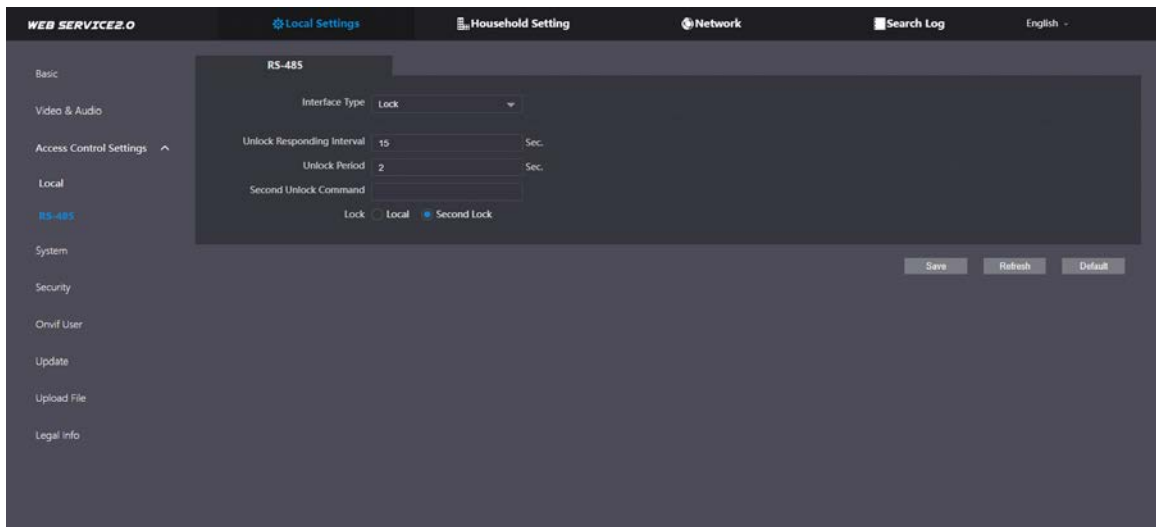 WEB SERVICE2.0
Local Settings
Household Setting
Network
Search Log
English
Basic
Video & Audio
Access Control Settings
Local
RS-485
System
Security
Onvif User
Update
Upload File
Legal info
RS-485
Interface Type Lock
Unlock Responding Interval 15 Sec.
Unlock Period 2 Sec.
Second Unlock Command
Lock Local Second Lock
Save Refresh Default